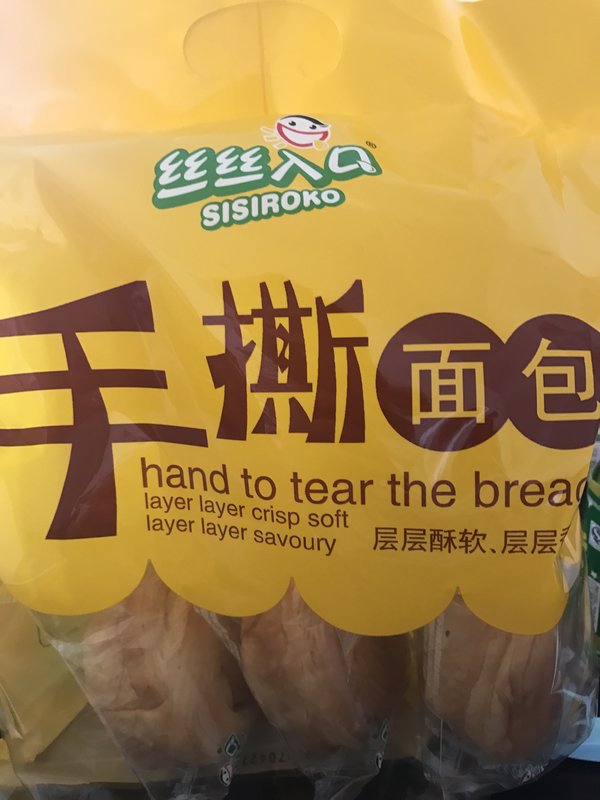 丝丝入口®
SISIROKO
手撕面包
hand to tear the bread
layer layer crisp soft
layer layer savoury
层层酥软、层层